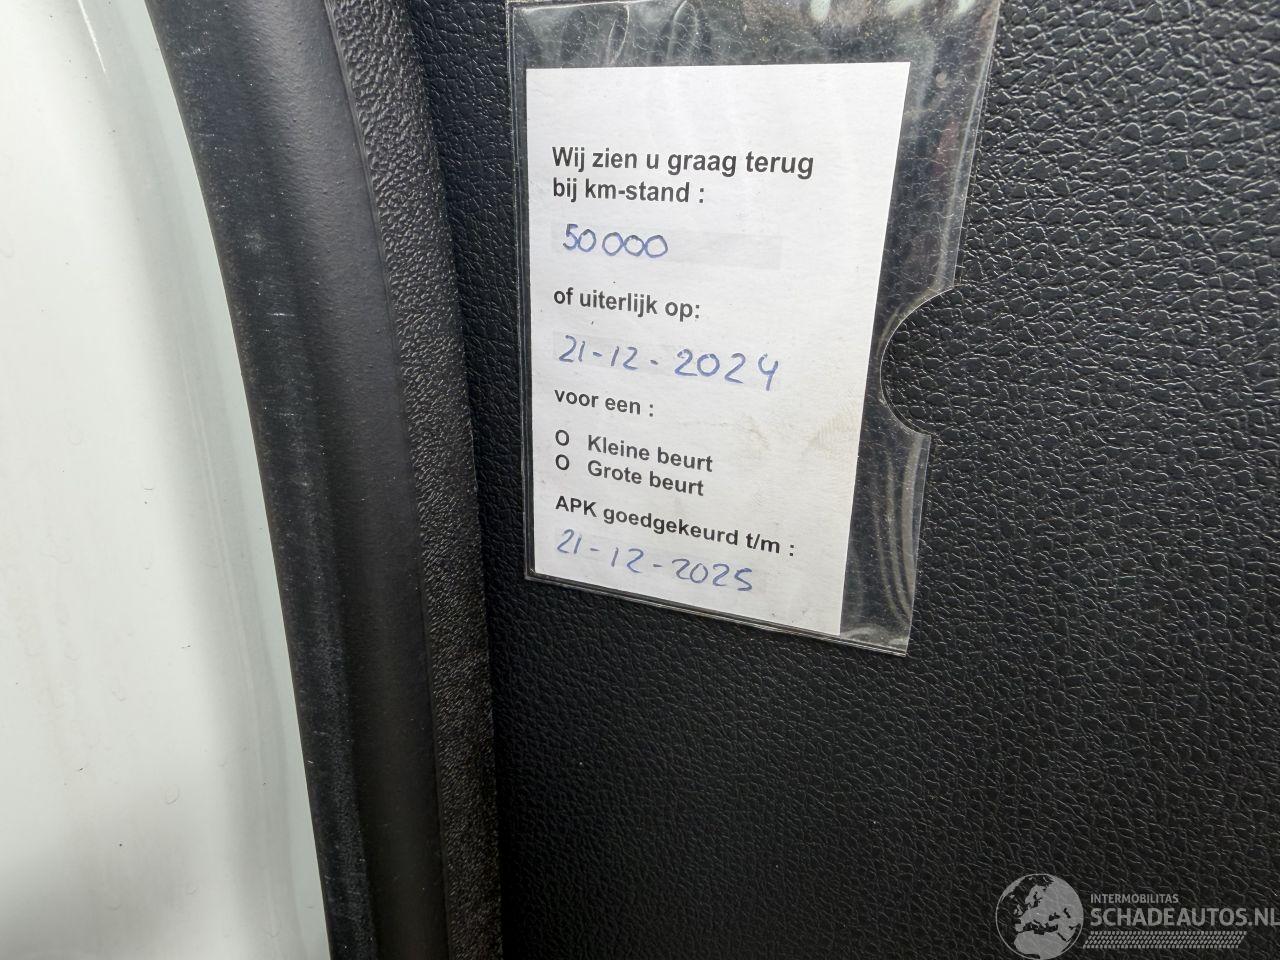 Wij zien u graag terug
bij km-stand :
50000
of uiterlijk op:
21-12-2024
voor een :
O Kleine beurt
O Grote beurt
APK goedgekeurd t/m :
21-12-2025
INTERMOBILITAS
SCHADEAUTOS.NL